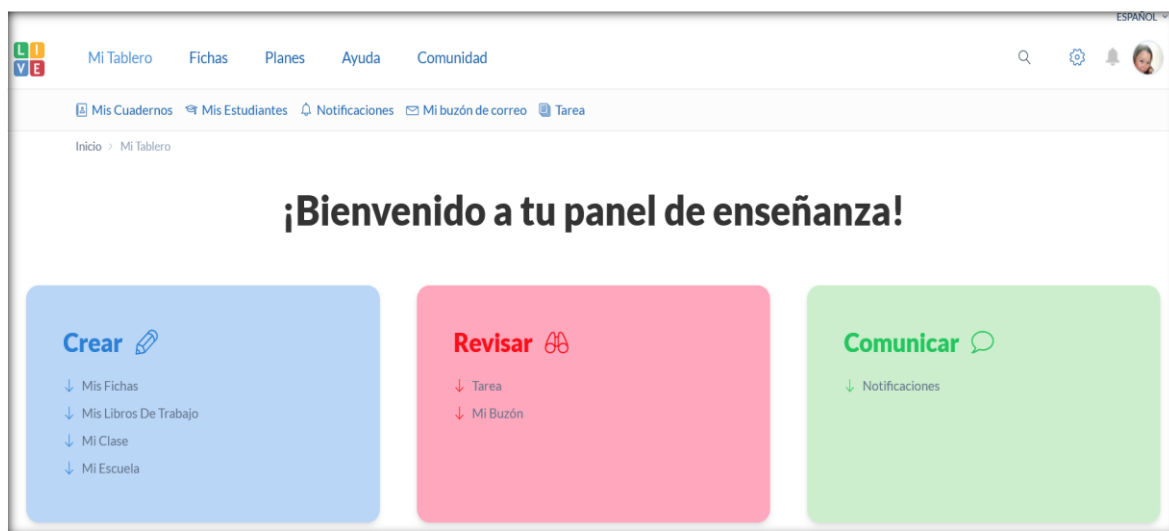 ESPAÑOL
L I
V E
Mi Tablero Fichas Planes Ayuda Comunidad
Mis Cuadernos Mis Estudiantes Notificaciones Mi buzón de correo Tarea
Inicio > Mi Tablero
¡Bienvenido a tu panel de enseñanza!
Crear
Mis Fichas
Mis Libros De Trabajo
Mi Clase
Mi Escuela
Revisar
Tarea
Mi Buzón
Comunicar
Notificaciones